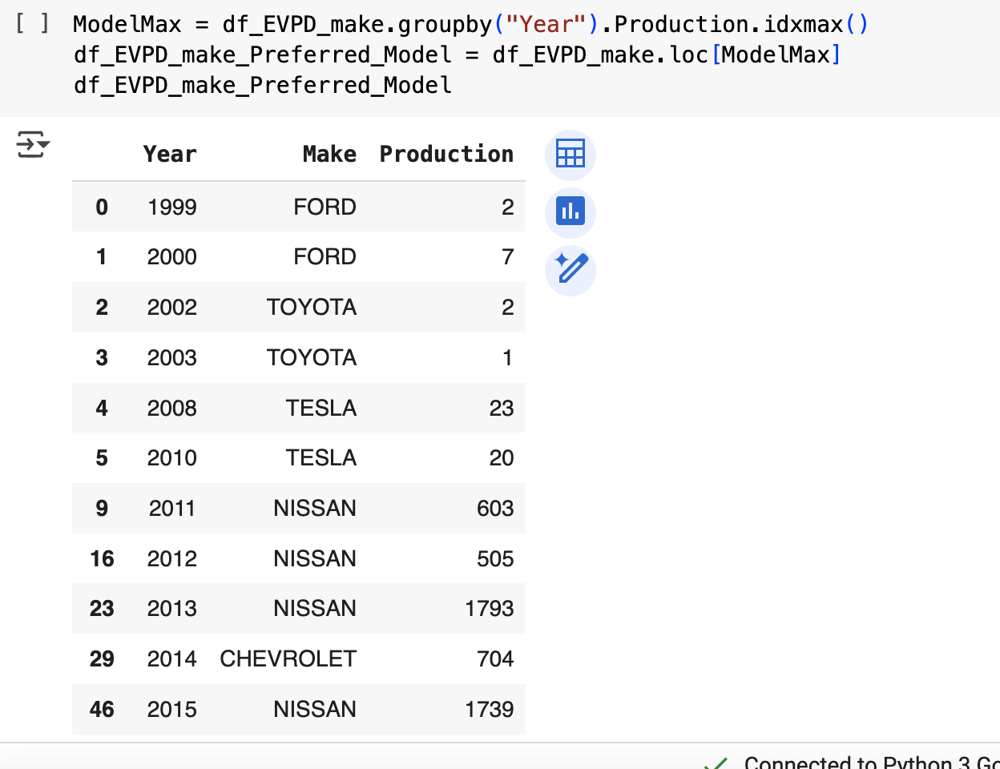 [ ] ModelMax = df_EVPD_make.groupby("Year").Production.idxmax()
df_EVPD_make_Preferred_Model = df_EVPD_make.loc[ModelMax]
df_EVPD_make_Preferred_Model
Year Make Production
0 1999 FORD 2
1 2000 FORD 7
2 2002 TOYOTA 2
3 2003 TOYOTA 1
4 2008 TESLA 23
5 2010 TESLA 20
9 2011 NISSAN 603
16 2012 NISSAN 505
23 2013 NISSAN 1793
29 2014 CHEVROLET 704
46 2015 NISSAN 1739
Connected to Python 3 Go